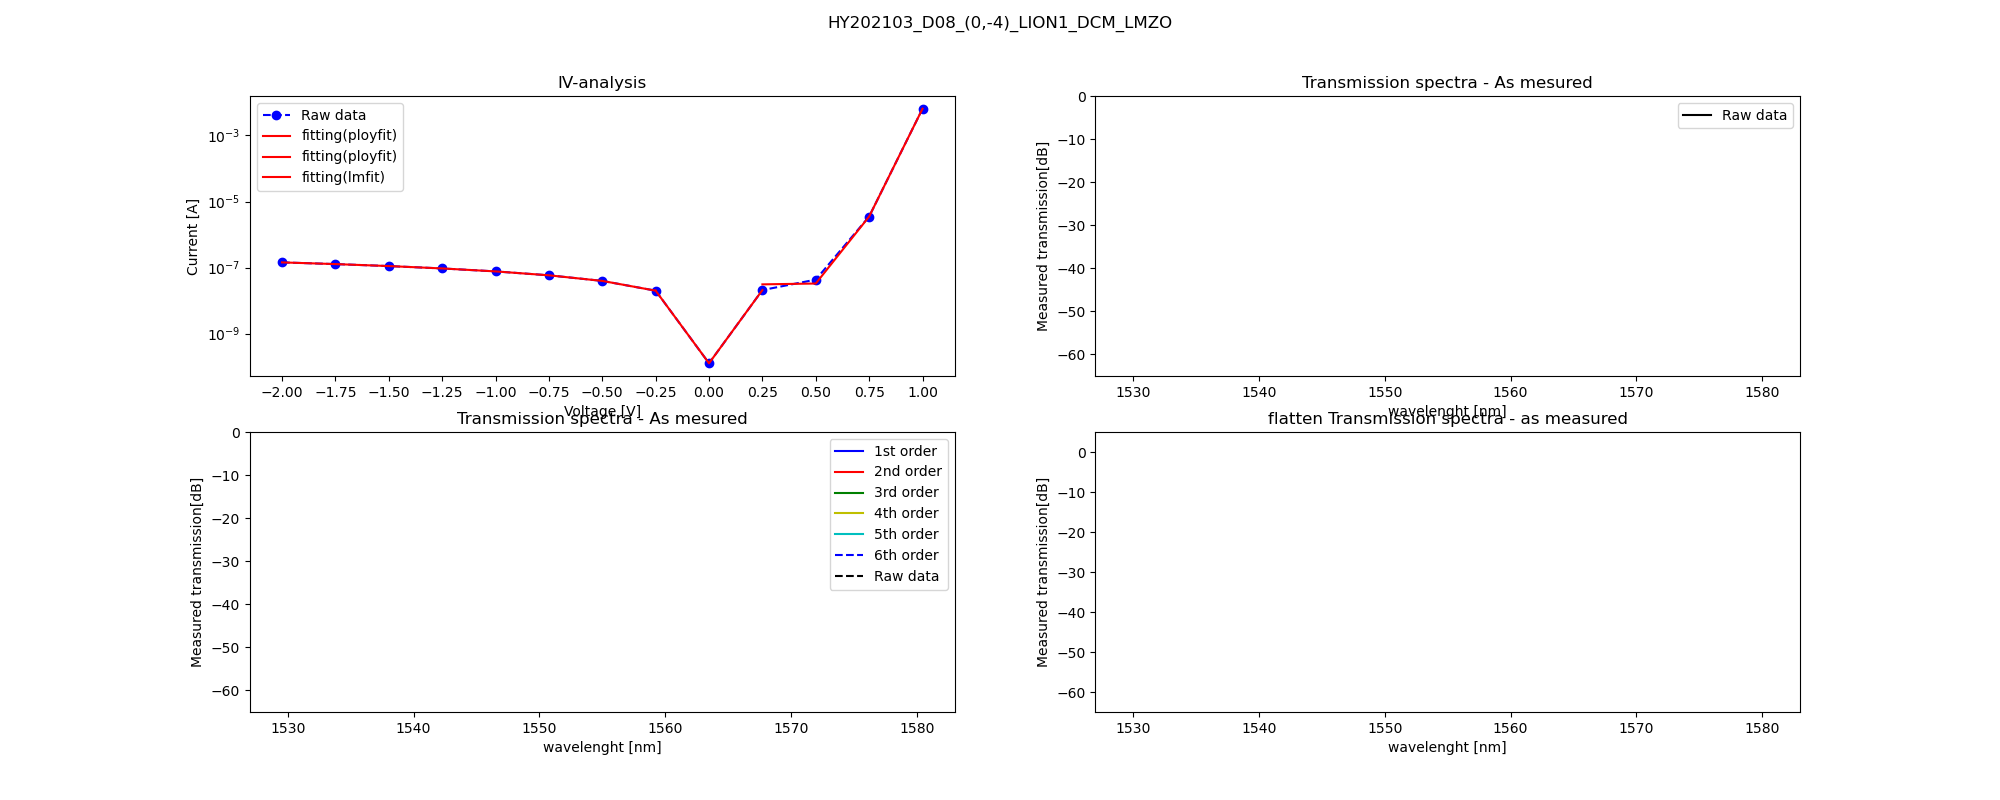 HY202103_D08_(0,-4)_LION1_DCM_LMZO
IV-analysis
Raw data
fitting(ployfit)
fitting(ployfit)
fitting(lmfit)
Current [A]
10⁻³
10⁻⁵
10⁻⁷
10⁻⁹
−2.00 −1.75 −1.50 −1.25 −1.00 −0.75 −0.50 −0.25 0.00 0.25 0.50 0.75 1.00
Voltage [V]
Transmission spectra - As mesured
Raw data
Measured transmission[dB]
0
−10
−20
−30
−40
−50
−60
1530 1540 1550 1560 1570 1580
wavelenght [nm]
Transmission spectra - As mesured
1st order
2nd order
3rd order
4th order
5th order
6th order
Raw data
Measured transmission[dB]
0
−10
−20
−30
−40
−50
−60
1530 1540 1550 1560 1570 1580
wavelenght [nm]
flatten Transmission spectra - as measured
Measured transmission[dB]
0
−10
−20
−30
−40
−50
−60
1530 1540 1550 1560 1570 1580
wavelenght [nm]